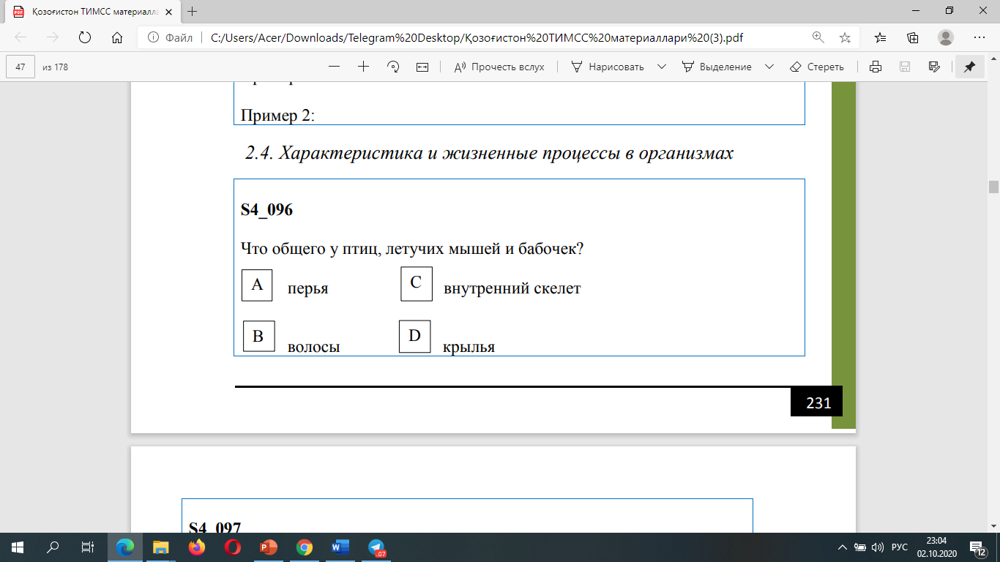 Қозоғистон ТИМСС материалла
Файл
C:/Users/Acer/Downloads/Telegram%20Desktop/Қозоғистон%20ТИМСС%20материаллари%20(3).pdf
47 из 178
Прочесть вслух
Нарисовать
Выделение
Стереть
Пример 2:
2.4. Характеристика и жизненные процессы в организмах
S4_096
Что общего у птиц, летучих мышей и бабочек?
A перья C внутренний скелет
B волосы D крылья
231
S4_097
РУС
23:04
02.10.2020
12